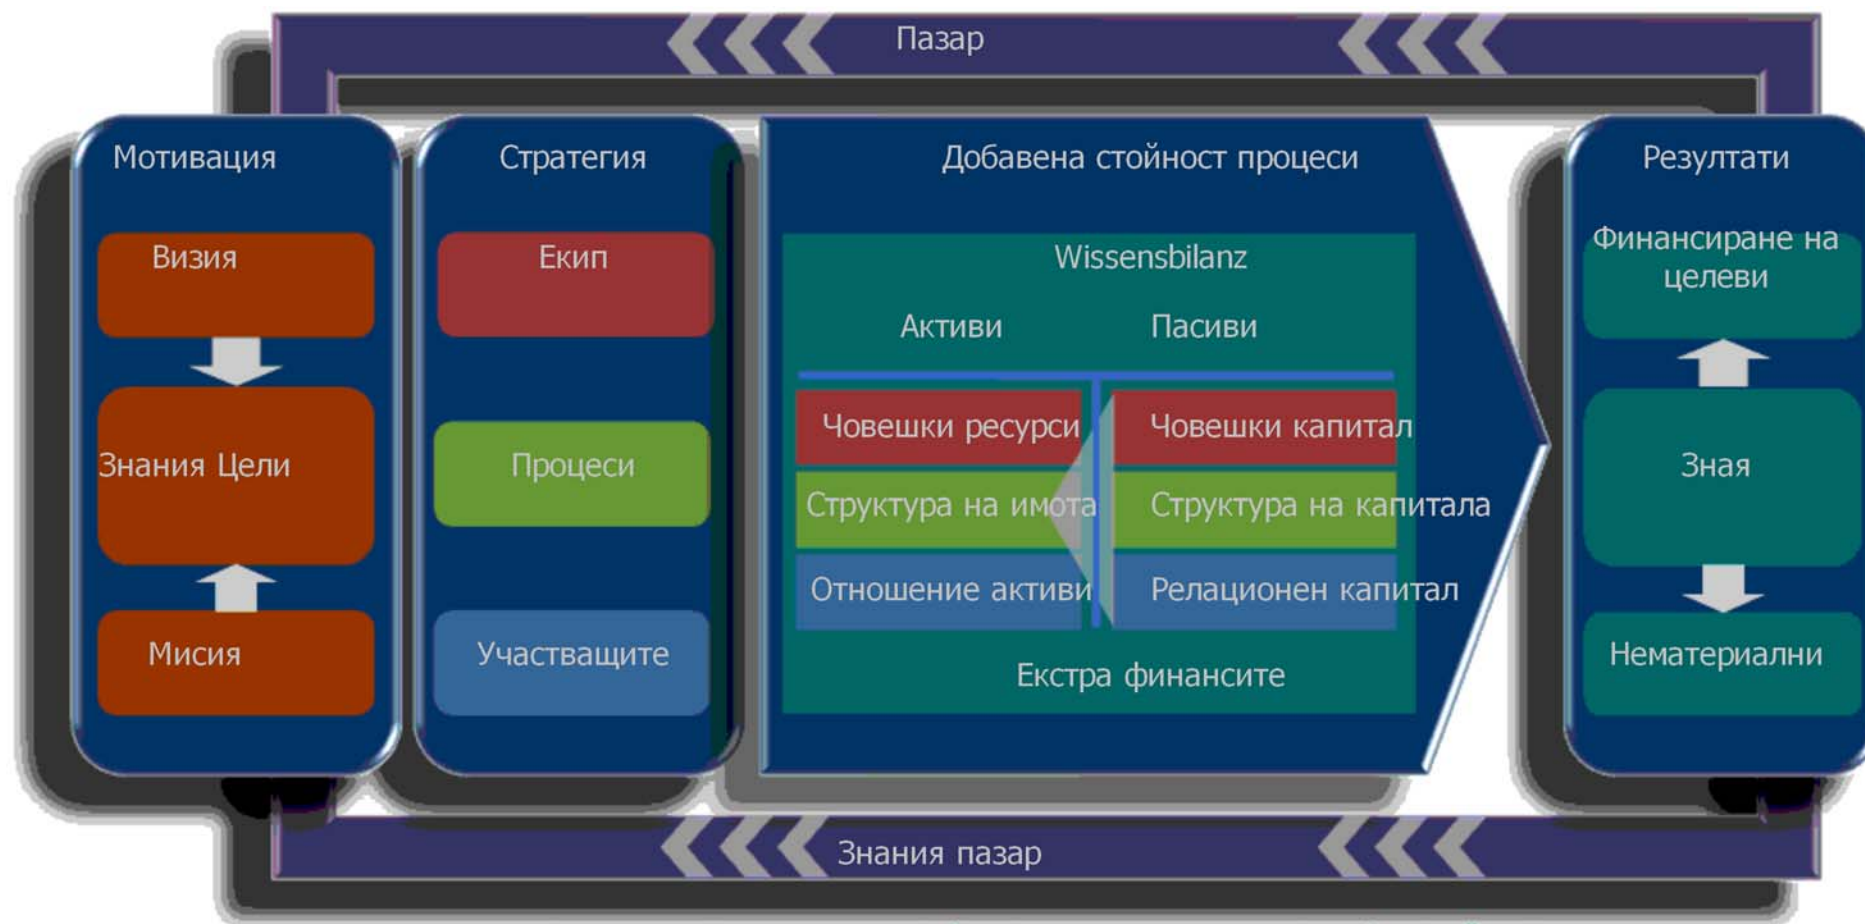 Пазар
Мотивация
Визия
Знания Цели
Мисия
Стратегия
Екип
Процеси
Участващите
Добавена стойност процеси
Wissensbilanz
Активи Пасиви
Човешки ресурси Човешки капитал
Структура на имота Структура на капитала
Отношение активи Релационен капитал
Екстра финансите
Резултати
Финансиране на
целеви
Зная
Нематериални
Знания пазар